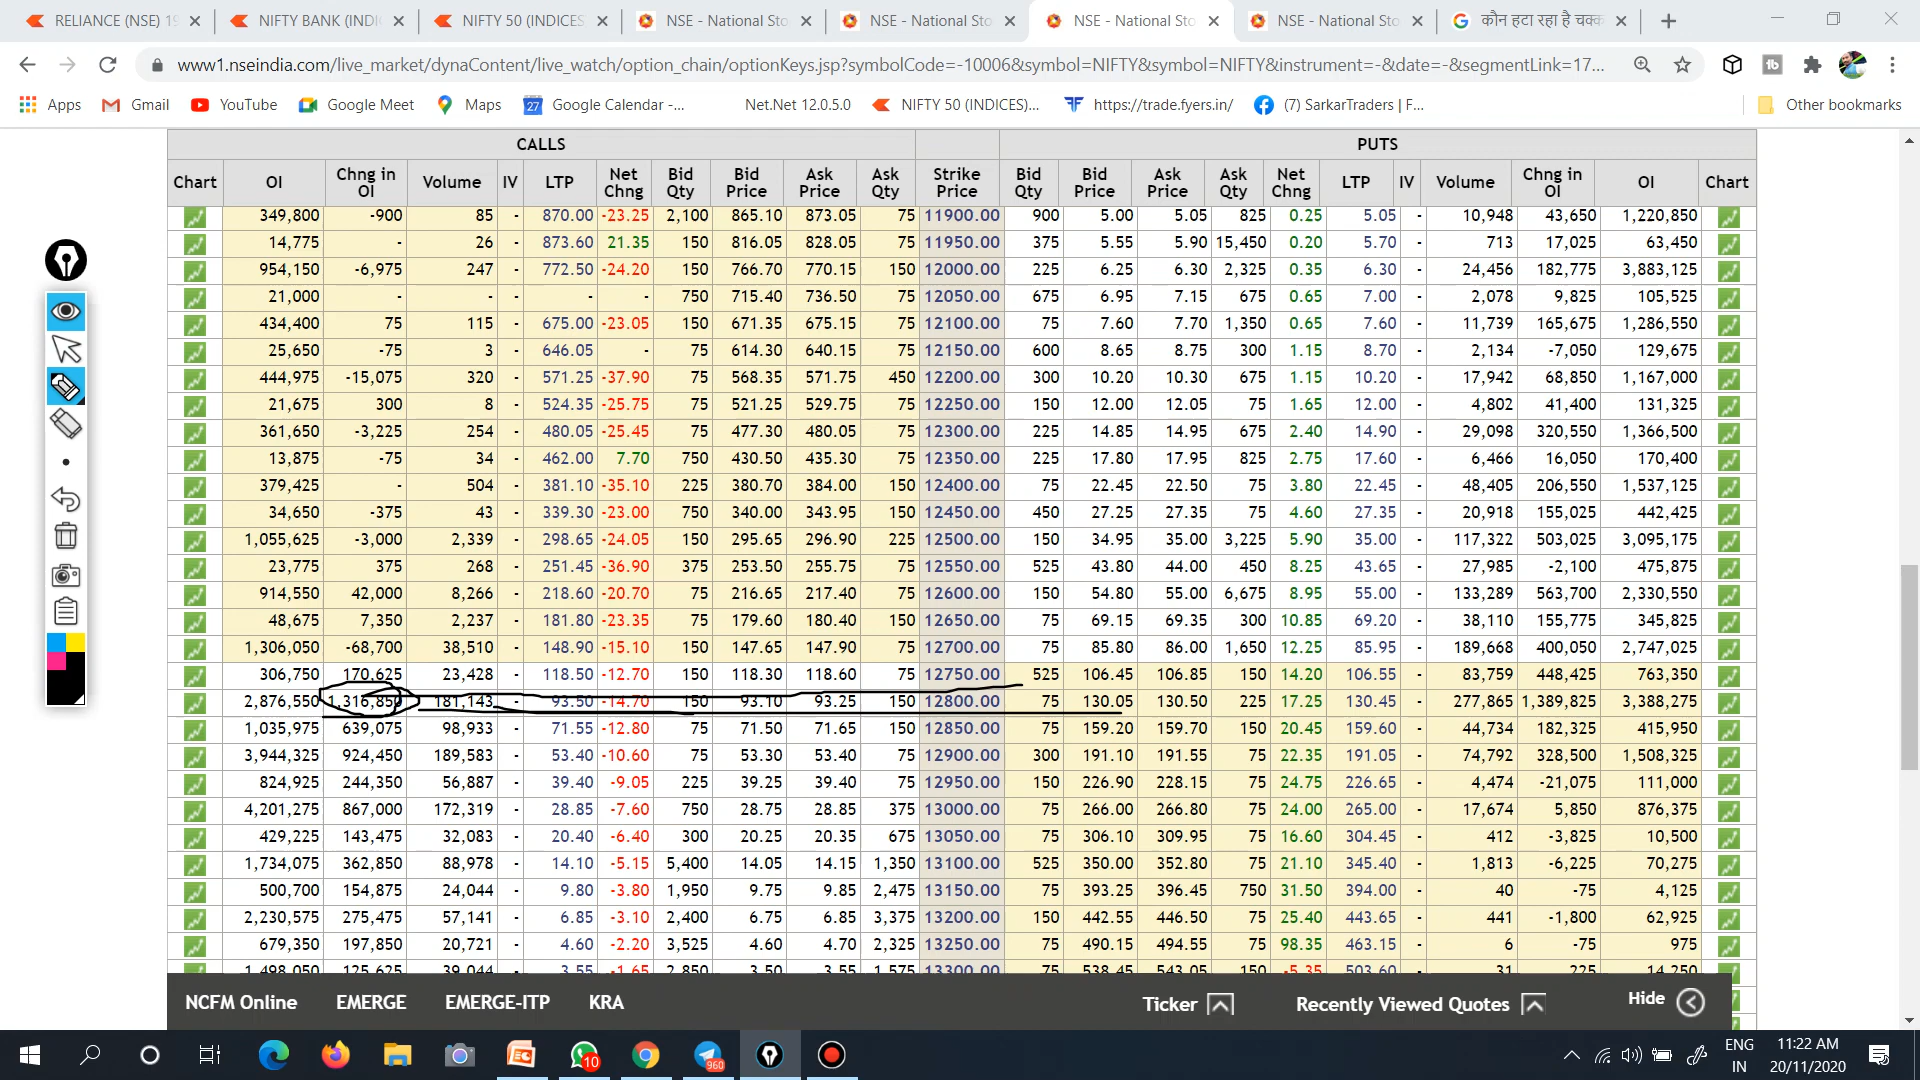 RELIANCE (NSE) 19 NIFTY BANK (INDIC NIFTY 50 (INDICES NSE - National Sto NSE - National Sto NSE - National Sto NSE - National Sto कौन हटा रहा है चक्क
www1.nseindia.com/live_market/dynaContent/live_watch/option_chain/optionKeys.jsp?symbolCode=-10006&symbol=NIFTY&symbol=NIFTY&instrument=-&date=-&segmentLink=17...
Apps Gmail YouTube Google Meet Maps 27 Google Calendar -... Net.Net 12.0.5.0 NIFTY 50 (INDICES)... https://trade.fyers.in/ (7) SarkarTraders | F... Other bookmarks
CALLS PUTS
Chart OI Chng in OI Volume IV LTP Net Chng Bid Qty Bid Price Ask Price Ask Qty Strike Price Bid Qty Bid Price Ask Price Ask Qty Net Chng LTP IV Volume Chng in OI OI Chart
349,800 -900 85 - 870.00 -23.25 2,100 865.10 873.05 75 11900.00 900 5.00 5.05 825 0.25 5.05 - 10,948 43,650 1,220,850
14,775 - 26 - 873.60 21.35 150 816.05 828.05 75 11950.00 375 5.55 5.90 15,450 0.20 5.70 - 713 17,025 63,450
954,150 -6,975 247 - 772.50 -24.20 150 766.70 770.15 150 12000.00 225 6.25 6.30 2,325 0.35 6.30 - 24,456 182,775 3,883,125
21,000 - - - - - 750 715.40 736.50 75 12050.00 675 6.95 7.15 675 0.65 7.00 - 2,078 9,825 105,525
434,400 75 115 - 675.00 -23.05 150 671.35 675.15 75 12100.00 75 7.60 7.70 1,350 0.65 7.60 - 11,739 165,675 1,286,550
25,650 -75 3 - 646.05 - 75 614.30 640.15 75 12150.00 600 8.65 8.75 300 1.15 8.70 - 2,134 -7,050 129,675
444,975 -15,075 320 - 571.25 -37.90 75 568.35 571.75 450 12200.00 300 10.20 10.30 675 1.15 10.20 - 17,942 68,850 1,167,000
21,675 300 8 - 524.35 -25.75 75 521.25 529.75 75 12250.00 150 12.00 12.05 75 1.65 12.00 - 4,802 41,400 131,325
361,650 -3,225 254 - 480.05 -25.45 75 477.30 480.05 75 12300.00 225 14.85 14.95 675 2.40 14.90 - 29,098 320,550 1,366,500
13,875 -75 34 - 462.00 7.70 750 430.50 435.30 75 12350.00 225 17.80 17.95 825 2.75 17.60 - 6,466 16,050 170,400
379,425 - 504 - 381.10 -35.10 225 380.70 384.00 150 12400.00 75 22.45 22.50 75 3.80 22.45 - 48,405 206,550 1,537,125
34,650 -375 43 - 339.30 -23.00 750 340.00 343.95 150 12450.00 450 27.25 27.35 75 4.60 27.35 - 20,918 155,025 442,425
1,055,625 -3,000 2,339 - 298.65 -24.05 150 295.65 296.90 225 12500.00 150 34.95 35.00 3,225 5.90 35.00 - 117,322 503,025 3,095,175
23,775 375 268 - 251.45 -36.90 375 253.50 255.75 75 12550.00 525 43.80 44.00 450 8.25 43.65 - 27,985 -2,100 475,875
914,550 42,000 8,266 - 218.60 -20.70 75 216.65 217.40 75 12600.00 150 54.80 55.00 6,675 8.95 55.00 - 133,289 563,700 2,330,550
48,675 7,350 2,237 - 181.80 -23.35 75 179.60 180.40 150 12650.00 75 69.15 69.35 300 10.85 69.20 - 38,110 155,775 345,825
1,306,050 -68,700 38,510 - 148.90 -15.10 150 147.65 147.90 75 12700.00 75 85.80 86.00 1,650 12.25 85.95 - 189,668 400,050 2,747,025
306,750 170,625 23,428 - 118.50 -12.70 150 118.30 118.60 75 12750.00 525 106.45 106.85 150 14.20 106.55 - 83,759 448,425 763,350
2,876,550 1,316,850 181,143 - 93.50 -14.70 150 93.10 93.25 150 12800.00 75 130.05 130.50 225 17.25 130.45 - 277,865 1,389,825 3,388,275
1,035,975 639,075 98,933 - 71.55 -12.80 75 71.50 71.65 150 12850.00 75 159.20 159.70 150 20.45 159.60 - 44,734 182,325 415,950
3,944,325 924,450 189,583 - 53.40 -10.60 75 53.30 53.40 75 12900.00 300 191.10 191.55 75 22.35 191.05 - 74,792 328,500 1,508,325
824,925 244,350 56,887 - 39.40 -9.05 225 39.25 39.40 75 12950.00 150 226.90 228.15 75 24.75 226.65 - 4,474 -21,075 111,000
4,201,275 867,000 172,319 - 28.85 -7.60 750 28.75 28.85 375 13000.00 75 266.00 266.80 75 24.00 265.00 - 17,674 5,850 876,375
429,225 143,475 32,083 - 20.40 -6.40 300 20.25 20.35 675 13050.00 75 306.10 309.95 75 16.60 304.45 - 412 -3,825 10,500
1,734,075 362,850 88,978 - 14.10 -5.15 5,400 14.05 14.15 1,350 13100.00 525 350.00 352.80 75 21.10 345.40 - 1,813 -6,225 70,275
500,700 154,875 24,044 - 9.80 -3.80 1,950 9.75 9.85 2,475 13150.00 75 393.25 396.45 750 31.50 394.00 - 40 -75 4,125
2,230,575 275,475 57,141 - 6.85 -3.10 2,400 6.75 6.85 3,375 13200.00 150 442.55 446.50 75 25.40 443.65 - 441 -1,800 62,925
679,350 197,850 20,721 - 4.60 -2.20 3,525 4.60 4.70 2,325 13250.00 75 490.15 494.55 75 98.35 463.15 - 6 -75 975
1,498,050 125,625 39,044 - 3.55 -1.65 2,850 3.50 3.55 1,575 13300.00 75 538.45 543.05 150 -5.35 503.60 - 31 225 14,250
NCFM Online EMERGE EMERGE-ITP KRA Ticker Recently Viewed Quotes Hide
10 960 ENG IN 11:22 AM 20/11/2020